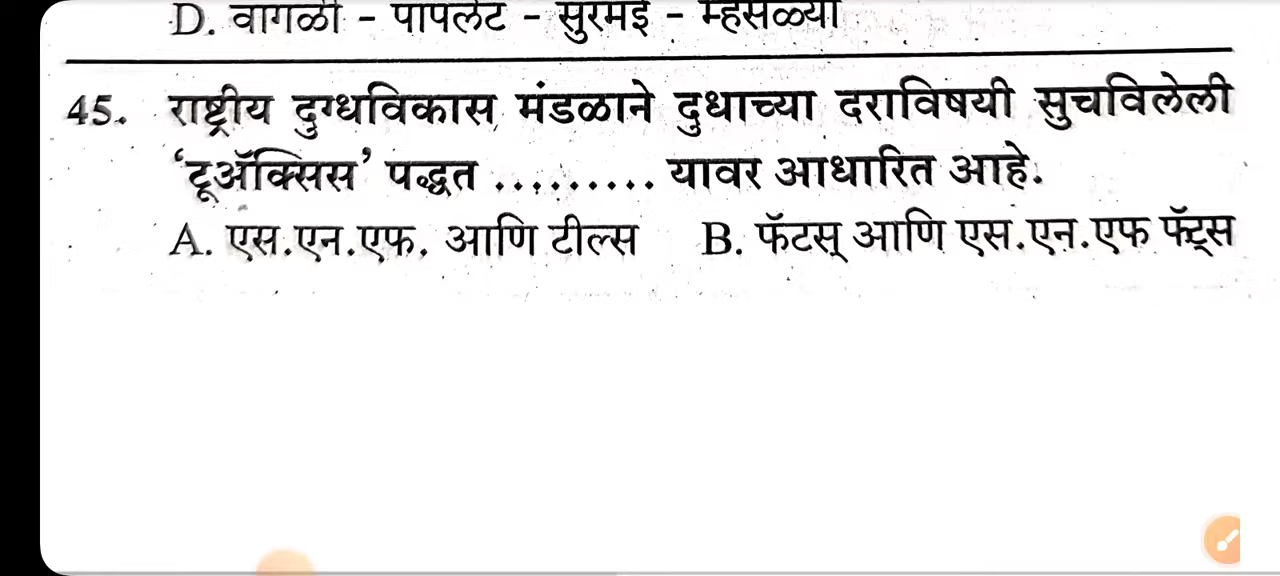 D. वागळी - पापलेट - सुरमई - म्हसळ्या
45. राष्ट्रीय दुग्धविकास मंडळाने दुधाच्या दराविषयी सुचविलेली
‘टूॲक्सिस’ पद्धत ......... यावर आधारित आहे.
A. एस.एन.एफ. आणि टील्स B. फॅटस् आणि एस.एन.एफ फॅट्स